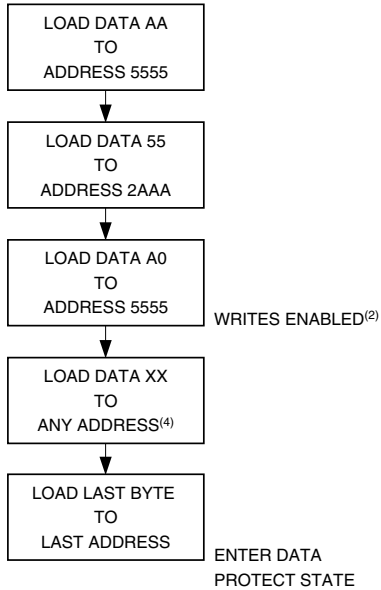 LOAD DATA AA
TO
ADDRESS 5555
LOAD DATA 55
TO
ADDRESS 2AAA
LOAD DATA A0
TO
ADDRESS 5555
WRITES ENABLED(2)
LOAD DATA XX
TO
ANY ADDRESS(4)
LOAD LAST BYTE
TO
LAST ADDRESS
ENTER DATA
PROTECT STATE